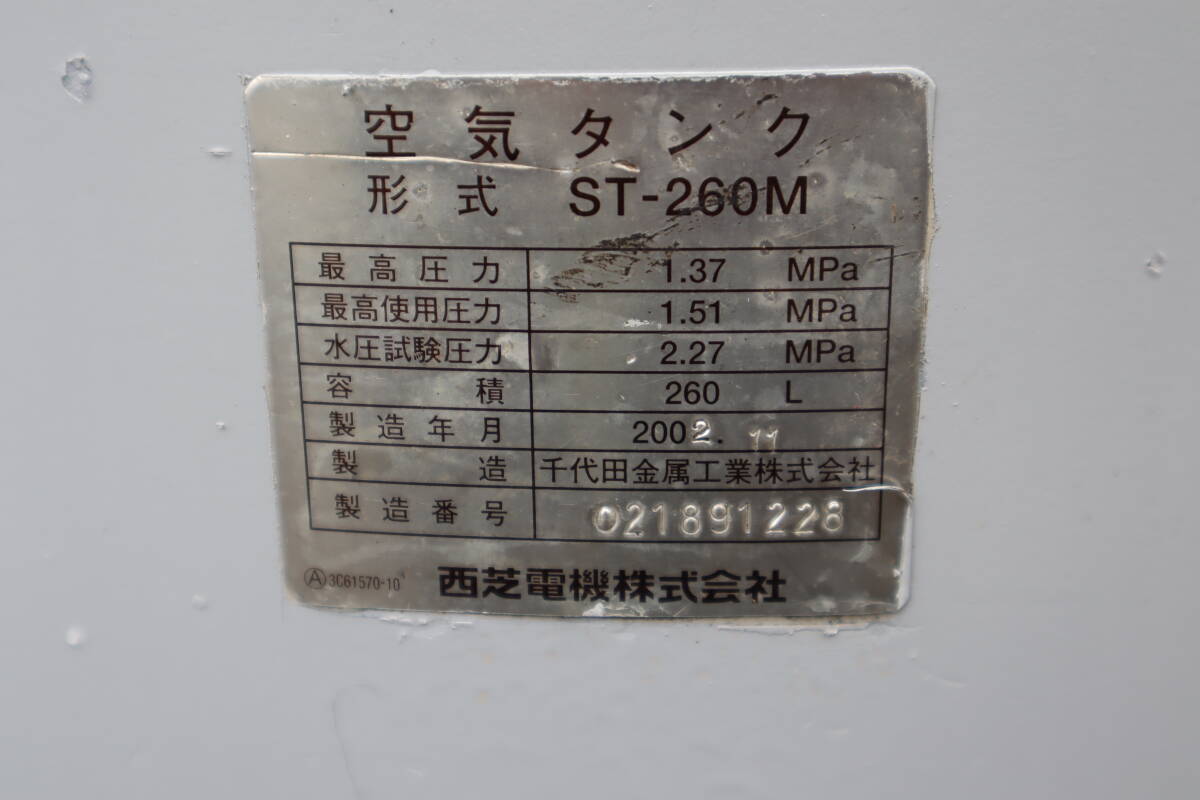 空気タンク
形式 ST-260M
最高圧力 1.37 MPa
最高使用圧力 1.51 MPa
水圧試験圧力 2.27 MPa
容積 260 L
製造年月 2002. 11
製造 千代田金属工業株式会社
製造番号 021891228
Ⓐ3C61570-10 西芝電機株式会社